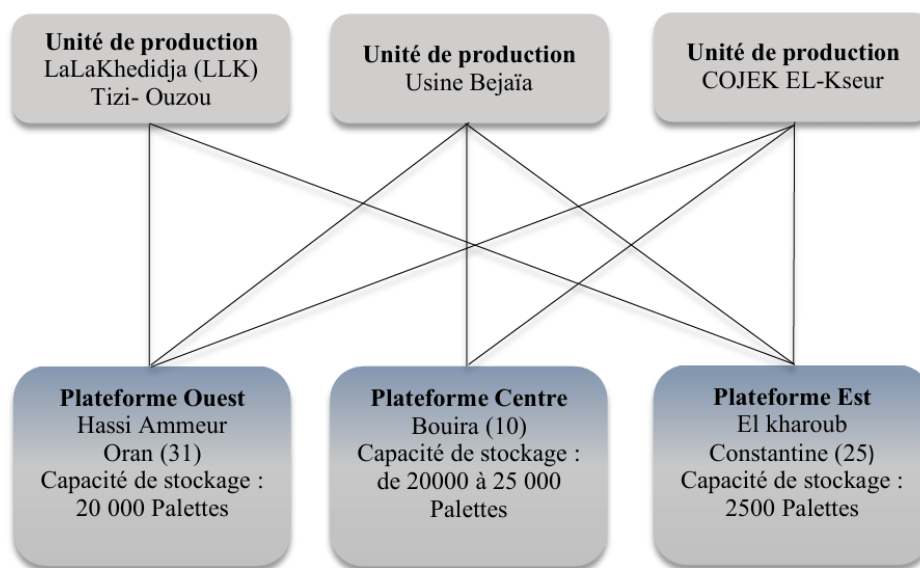 Unité de production
LaLaKhedidja (LLK)
Tizi- Ouzou
Unité de production
Usine Bejaïa
Unité de production
COJEK EL-Kseur
Plateforme Ouest
Hassi Ammeur
Oran (31)
Capacité de stockage :
20 000 Palettes
Plateforme Centre
Bouira (10)
Capacité de stockage :
de 20000 à 25 000
Palettes
Plateforme Est
El kharoub
Constantine (25)
Capacité de stockage :
2500 Palettes